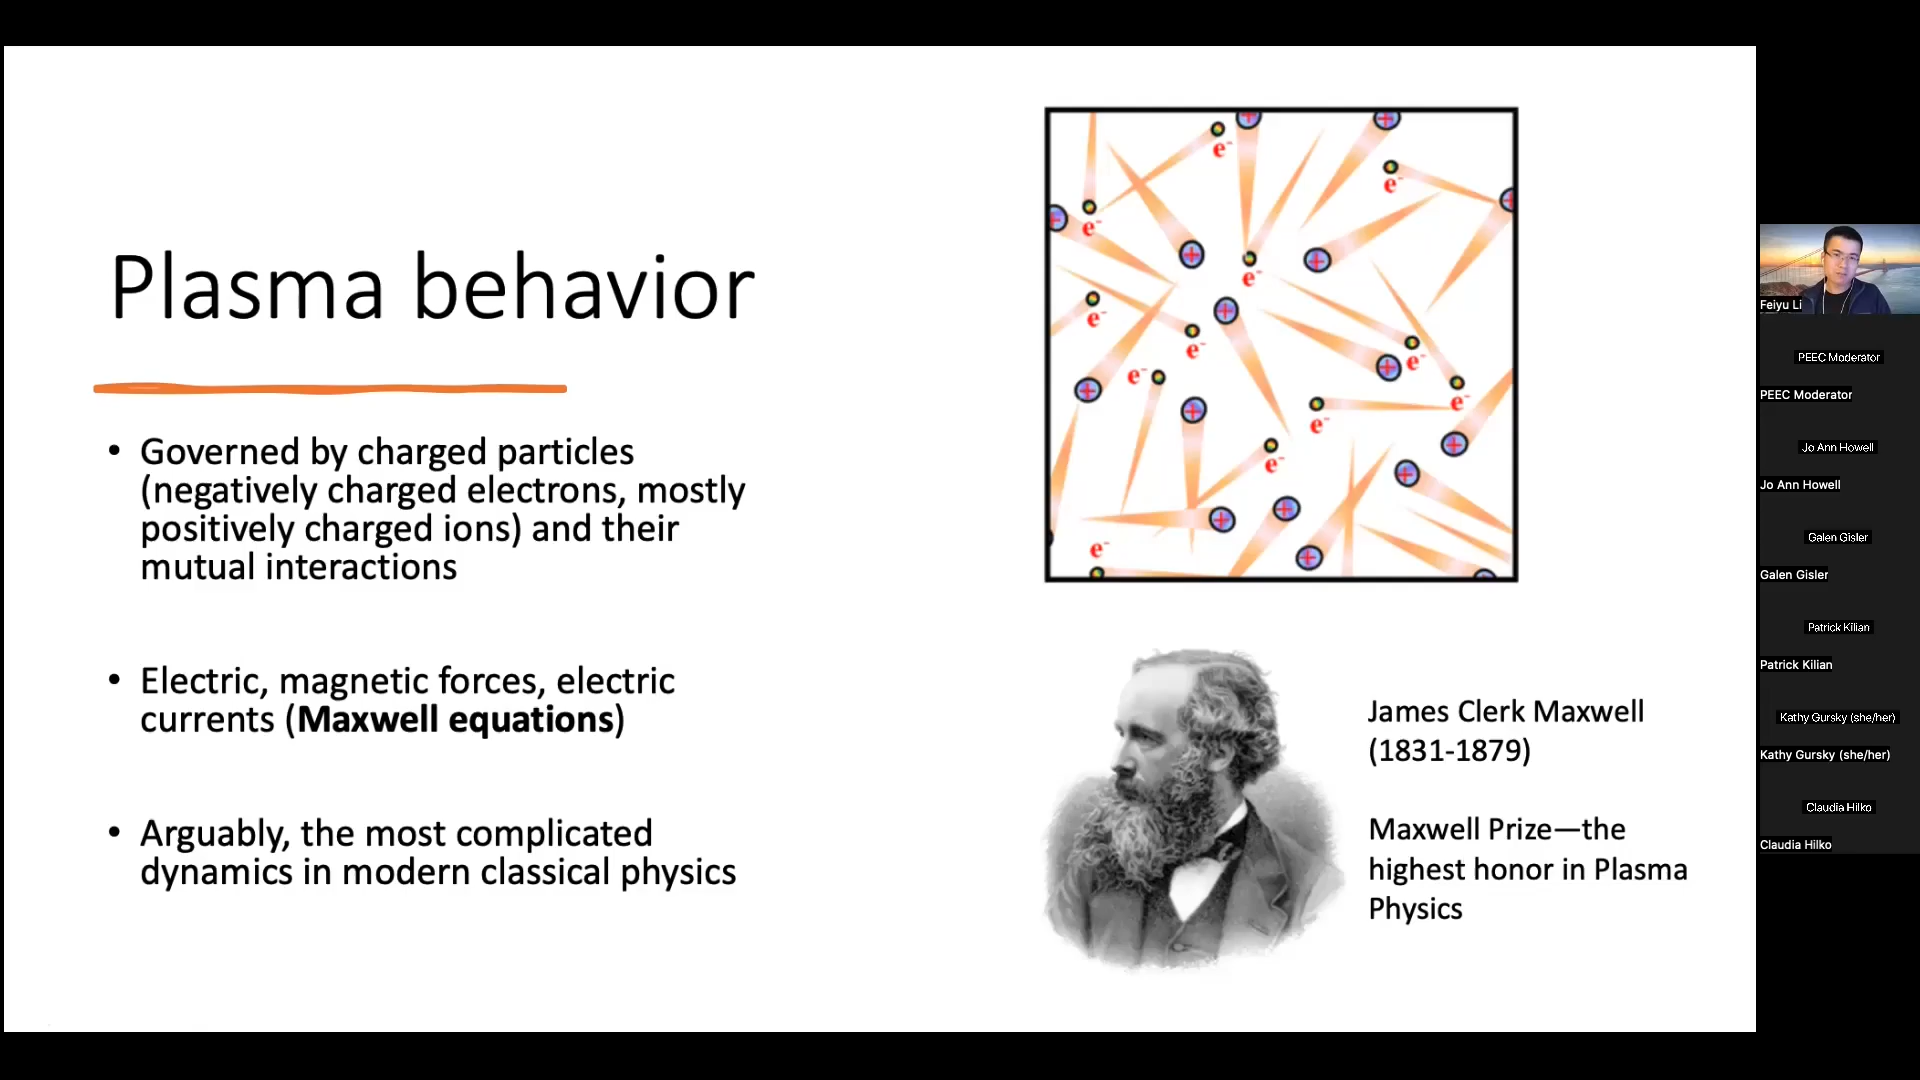 Plasma behavior
• Governed by charged particles
(negatively charged electrons, mostly
positively charged ions) and their
mutual interactions
• Electric, magnetic forces, electric
currents (Maxwell equations)
• Arguably, the most complicated
dynamics in modern classical physics
e-
e-
e-
e-
e-
e-
e-
e-
e-
e-
e-
e-
James Clerk Maxwell
(1831-1879)
Maxwell Prize—the
highest honor in Plasma
Physics
Feiyu Li
PEEC Moderator
PEEC Moderator
Jo Ann Howell
Jo Ann Howell
Galen Gisler
Galen Gisler
Patrick Kilian
Patrick Kilian
Kathy Gursky (she/her)
Kathy Gursky (she/her)
Claudia Hilko
Claudia Hilko